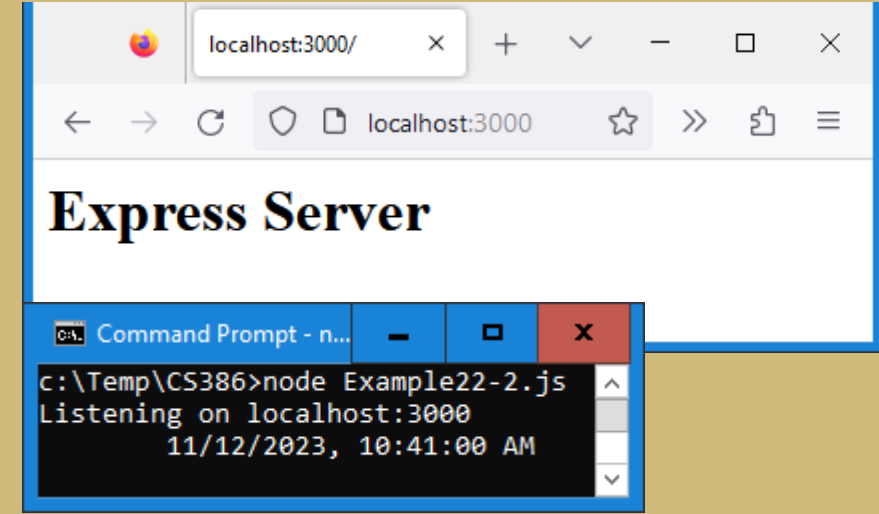 localhost:3000/
localhost:3000
Express Server
C:\. Command Prompt - n...
c:\Temp\CS386>node Example22-2.js
Listening on localhost:3000
11/12/2023, 10:41:00 AM